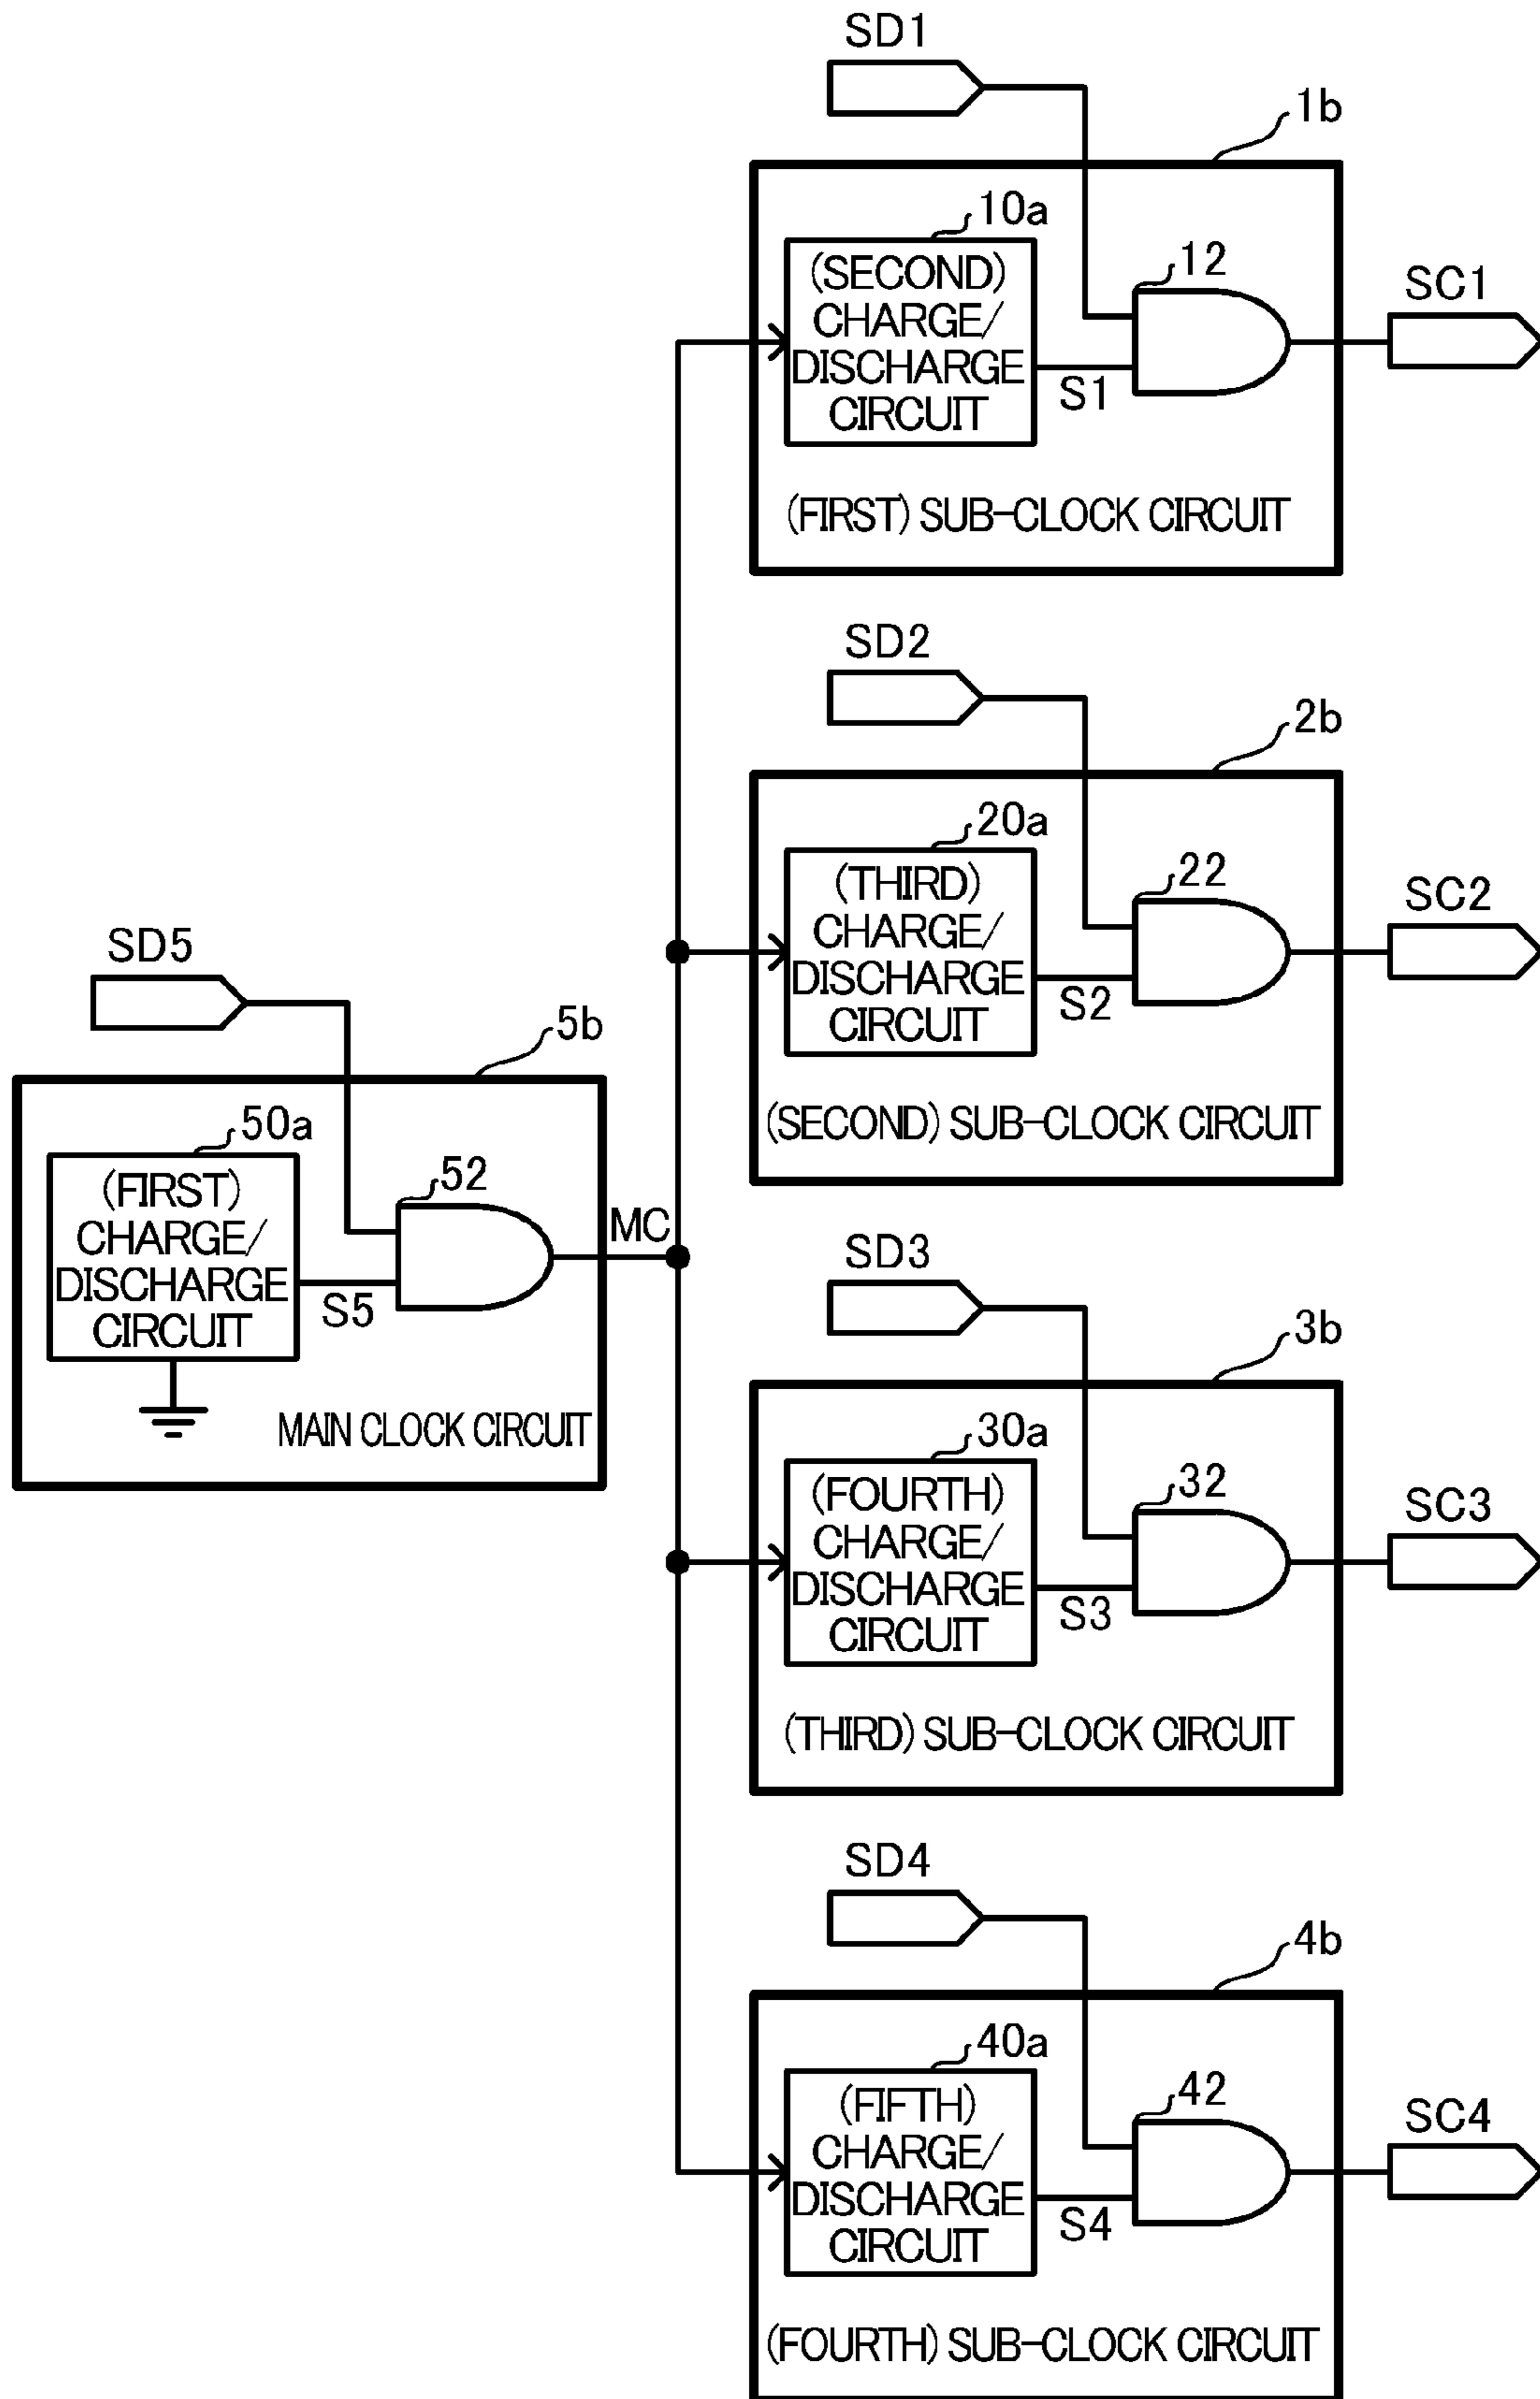 SD1
1b
10a
(SECOND)
CHARGE/
DISCHARGE
CIRCUIT
12
S1
SC1
(FIRST) SUB-CLOCK CIRCUIT
SD2
2b
20a
(THIRD)
CHARGE/
DISCHARGE
CIRCUIT
22
S2
SC2
(SECOND) SUB-CLOCK CIRCUIT
SD5
5b
50a
(FIRST)
CHARGE/
DISCHARGE
CIRCUIT
52
S5
MC
MAIN CLOCK CIRCUIT
SD3
3b
30a
(FOURTH)
CHARGE/
DISCHARGE
CIRCUIT
32
S3
SC3
(THIRD) SUB-CLOCK CIRCUIT
SD4
4b
40a
(FIFTH)
CHARGE/
DISCHARGE
CIRCUIT
42
S4
SC4
(FOURTH) SUB-CLOCK CIRCUIT